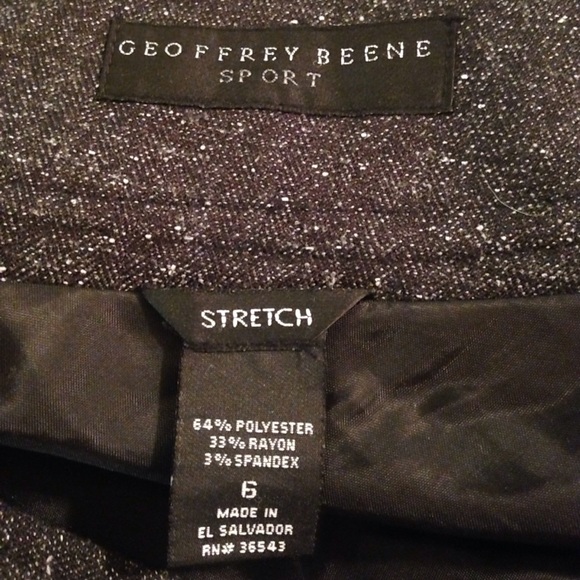 GEOFFREY BEENE
SPORT
STRETCH
64% POLYESTER
33% RAYON
3% SPANDEX
6
MADE IN
EL SALVADOR
RN# 36543